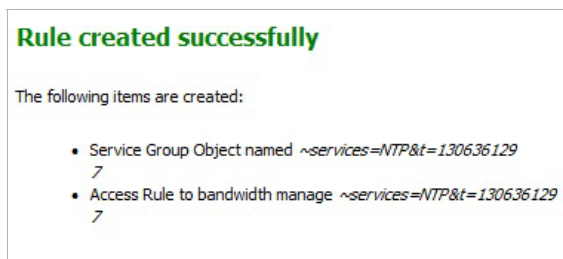 Rule created successfully
The following items are created:
• Service Group Object named ~services=NTP&t=130636129
7
• Access Rule to bandwidth manage ~services=NTP&t=130636129
7